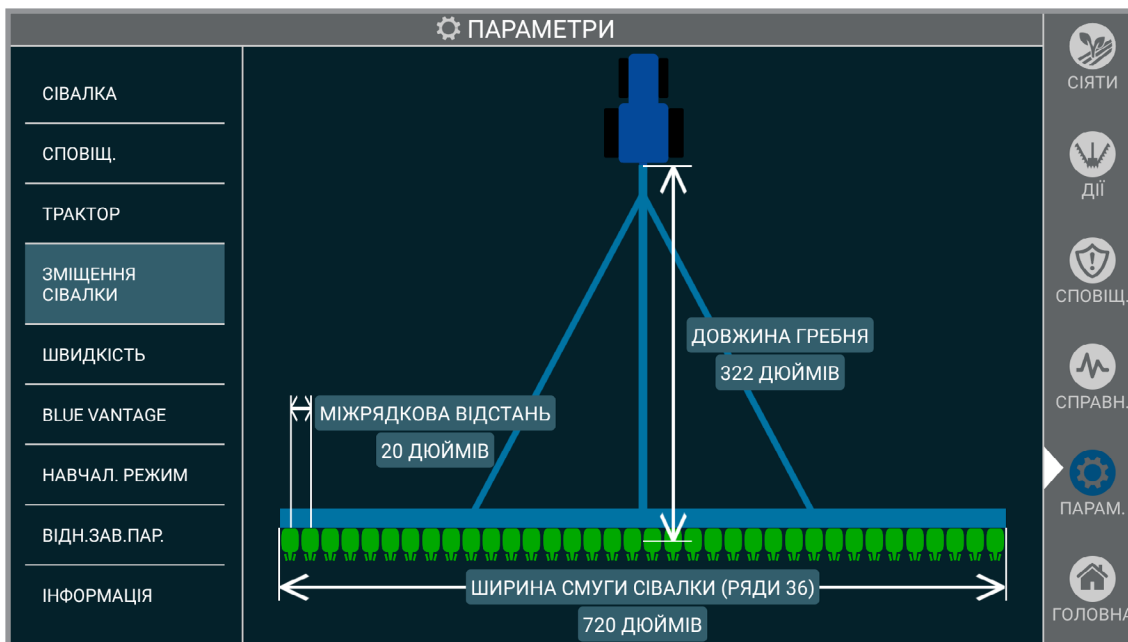 ПАРАМЕТРИ
СІВАЛКА
СПОВІЩ.
ТРАКТОР
ЗМІЩЕННЯ
СІВАЛКИ
ШВИДКІСТЬ
BLUE VANTAGE
НАВЧАЛ. РЕЖИМ
ВІДН.ЗАВ.ПАР.
ІНФОРМАЦІЯ
ДОВЖИНА ГРЕБНЯ
322 ДЮЙМІВ
МІЖРЯДКОВА ВІДСТАНЬ
20 ДЮЙМІВ
ШИРИНА СМУГИ СІВАЛКИ (РЯДИ 36)
720 ДЮЙМІВ
СІЯТИ
ДІЇ
СПОВІЩ.
СПРАВН.
ПАРАМ.
ГОЛОВНА